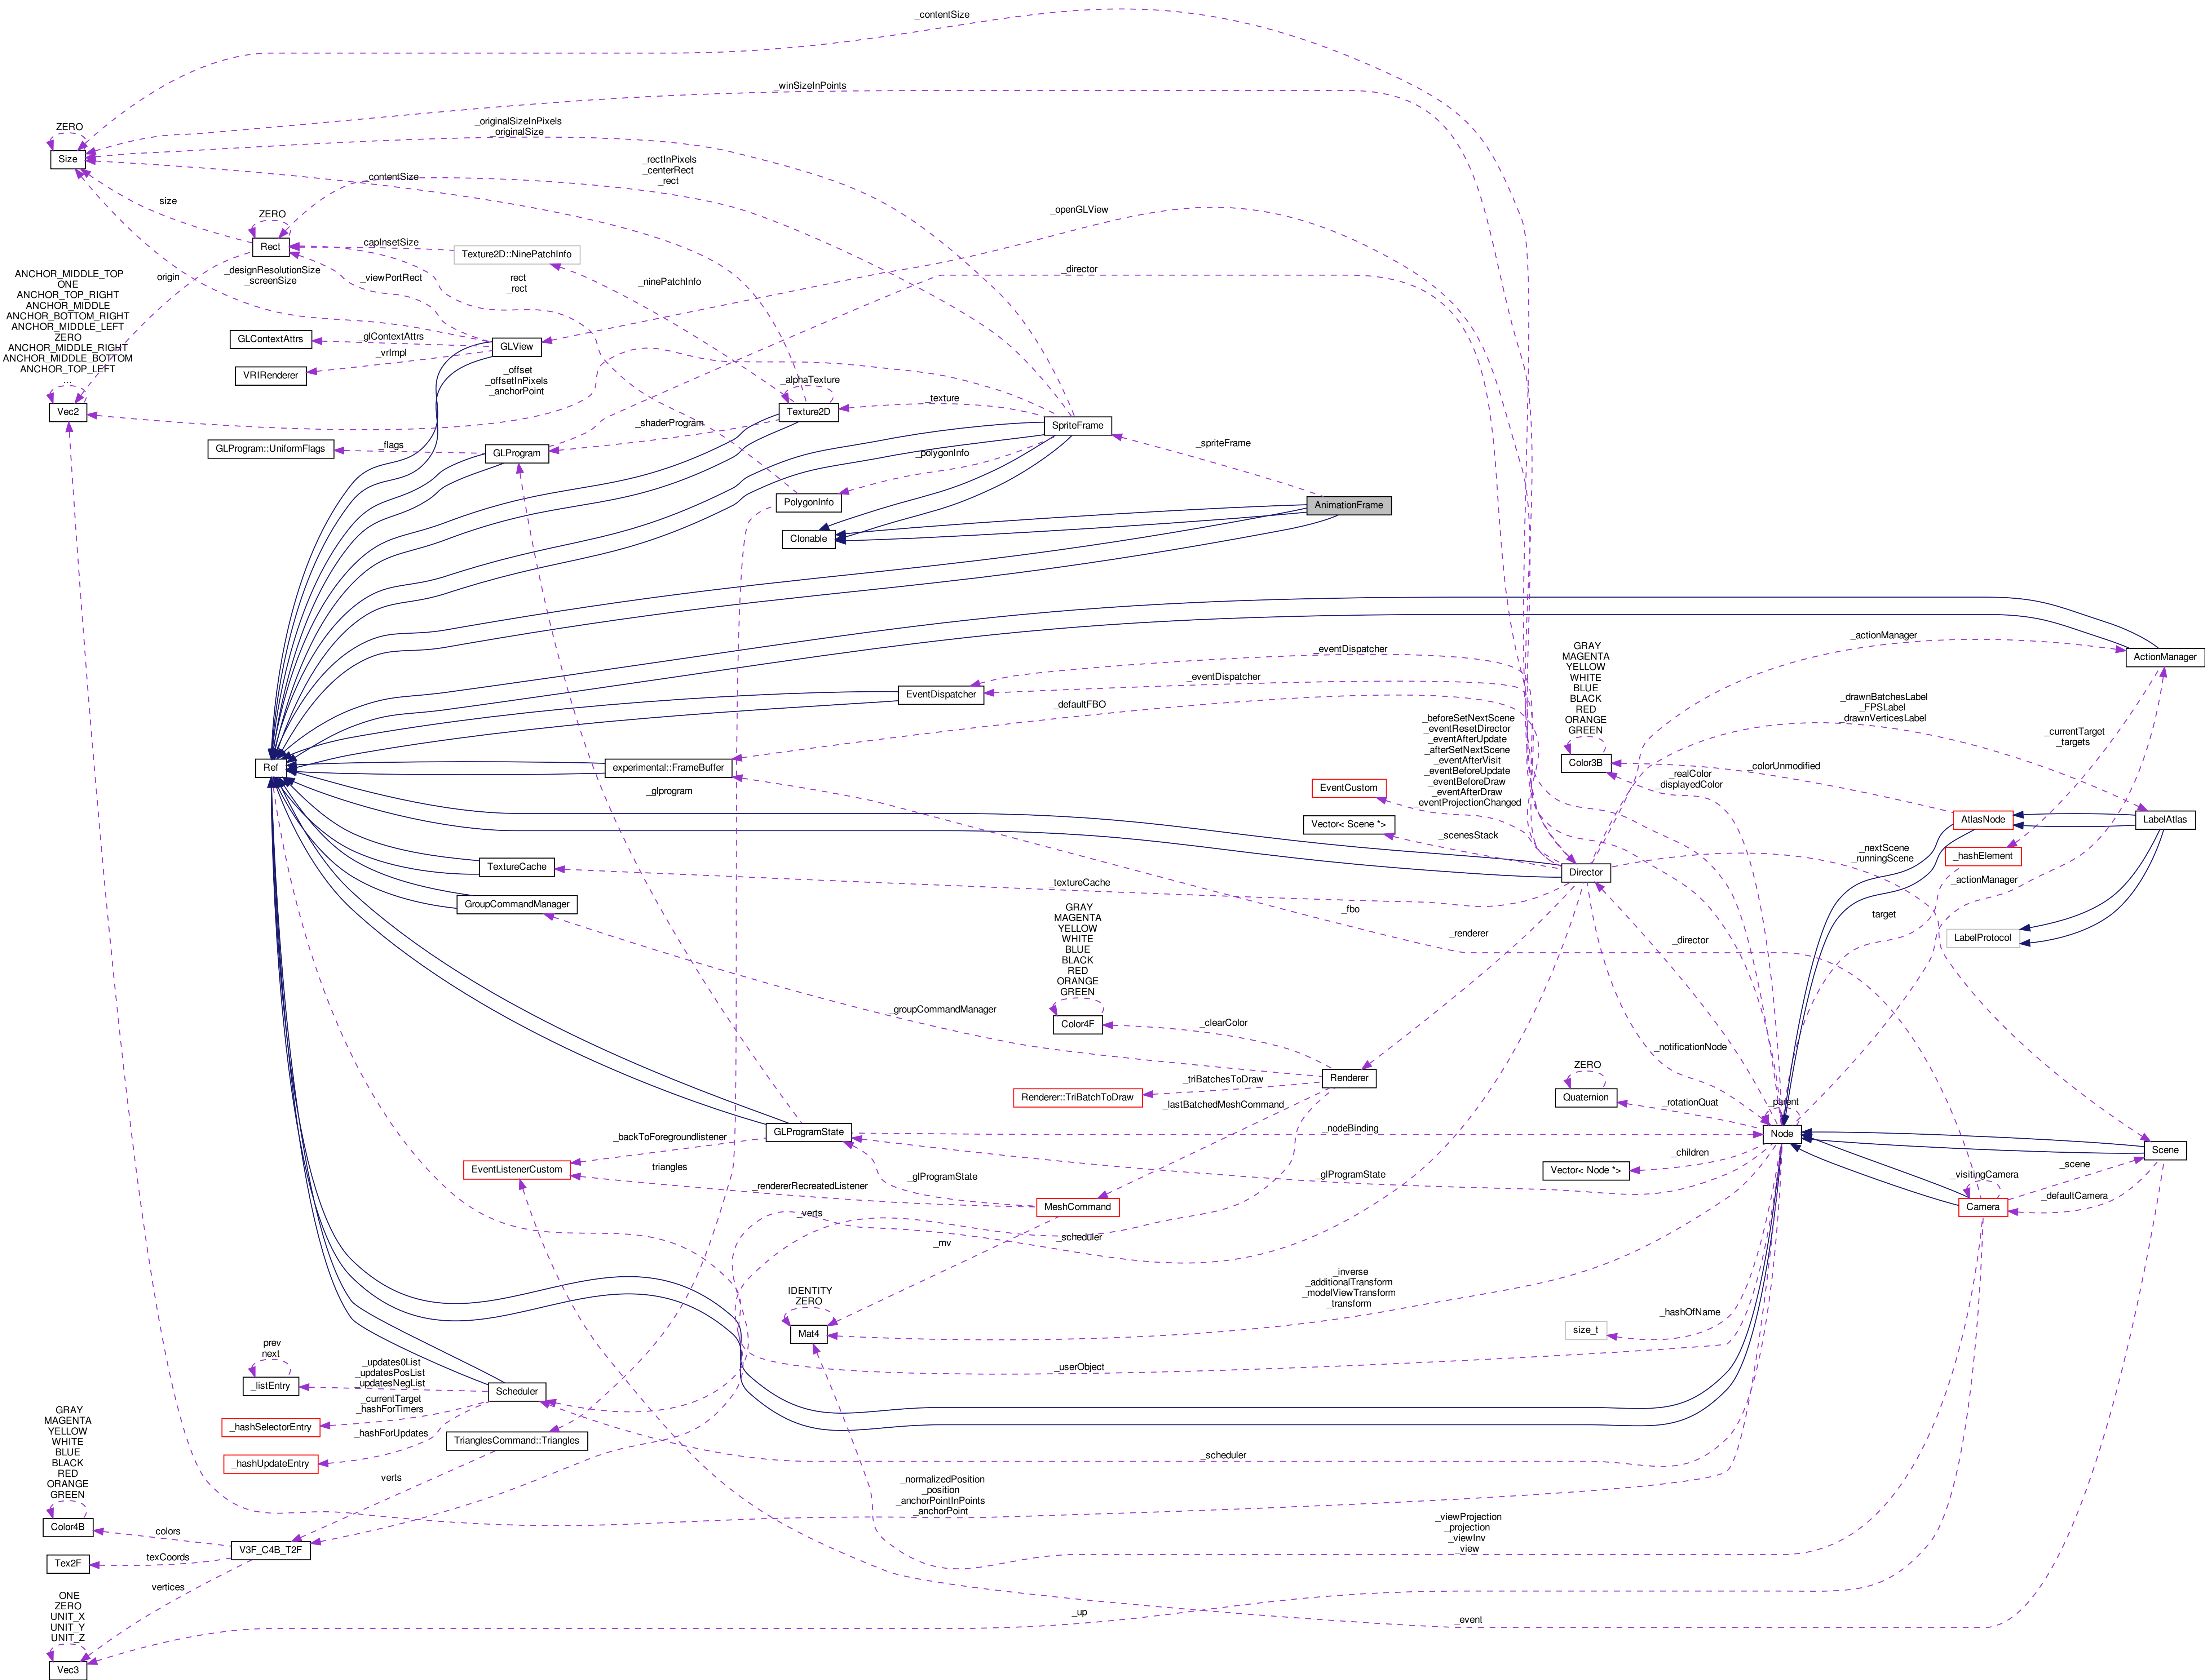 _contentSize
_winSizeInPoints
_originalSizeInPixels
_originalSize
ZERO
Size
_rectInPixels
_centerRect
_rect
_contentSize
size
ZERO
Rect
_openGLView
capInsetSize
Texture2D::NinePatchInfo
_director
_designResolutionSize
_screenSize
origin
_viewPortRect
rect
_rect
_ninePatchInfo
ANCHOR_MIDDLE_TOP
ONE
ANCHOR_TOP_RIGHT
ANCHOR_MIDDLE
ANCHOR_BOTTOM_RIGHT
ANCHOR_MIDDLE_LEFT
ZERO
ANCHOR_MIDDLE_RIGHT
ANCHOR_MIDDLE_BOTTOM
ANCHOR_TOP_LEFT
...
Vec2
GLContextAttrs
_glContextAttrs
GLView
_vrImpl
VRIRenderer
_offset
_offsetInPixels
_anchorPoint
_alphaTexture
Texture2D
_texture
SpriteFrame
_shaderProgram
_flags
GLProgram::UniformFlags
GLProgram
_spriteFrame
_polygonInfo
PolygonInfo
AnimationFrame
Clonable
_actionManager
ActionManager
_eventDispatcher
_eventDispatcher
EventDispatcher
_defaultFBO
GRAY
MAGENTA
YELLOW
WHITE
BLUE
BLACK
RED
ORANGE
GREEN
Color3B
_drawnBatchesLabel
_FPSLabel
_drawnVerticesLabel
_currentTarget
_targets
_beforeSetNextScene
_eventResetDirector
_eventAfterUpdate
_afterSetNextScene
_eventAfterVisit
_eventBeforeUpdate
_eventBeforeDraw
_eventAfterDraw
_eventProjectionChanged
EventCustom
_realColor
_displayedColor
_colorUnmodified
Ref
experimental::FrameBuffer
_glprogram
Vector< Scene *>
_scenesStack
AtlasNode
LabelAtlas
_nextScene
_runningScene
_hashElement
TextureCache
Director
_textureCache
_actionManager
GroupCommandManager
_fbo
target
_renderer
LabelProtocol
_director
GRAY
MAGENTA
YELLOW
WHITE
BLUE
BLACK
RED
ORANGE
GREEN
Color4F
_groupCommandManager
_clearColor
_notificationNode
Renderer
ZERO
Quaternion
_rotationQuat
_triBatchesToDraw
Renderer::TriBatchToDraw
_lastBatchedMeshCommand
_parent
GLProgramState
_nodeBinding
Node
_backToForegroundlistener
EventListenerCustom
triangles
_children
Vector< Node *>
Scene
_scene
_visitingCamera
_glProgramState
_glProgramState
_rendererRecreatedListener
_defaultCamera
MeshCommand
Camera
_verts
_scheduler
_mv
_inverse
_additionalTransform
_modelViewTransform
_transform
IDENTITY
ZERO
Mat4
_hashOfName
size_t
prev
next
_listEntry
_updates0List
_updatesPosList
_updatesNegList
_userObject
Scheduler
_currentTarget
_hashForTimers
_hashSelectorEntry
_hashForUpdates
_hashUpdateEntry
TrianglesCommand::Triangles
_scheduler
GRAY
MAGENTA
YELLOW
WHITE
BLUE
BLACK
RED
ORANGE
GREEN
Color4B
verts
_normalizedPosition
_position
_anchorPointInPoints
_anchorPoint
colors
V3F_C4B_T2F
_viewProjection
_projection
_viewInv
_view
Tex2F
texCoords
vertices
ONE
ZERO
UNIT_X
UNIT_Y
UNIT_Z
Vec3
_up
_event